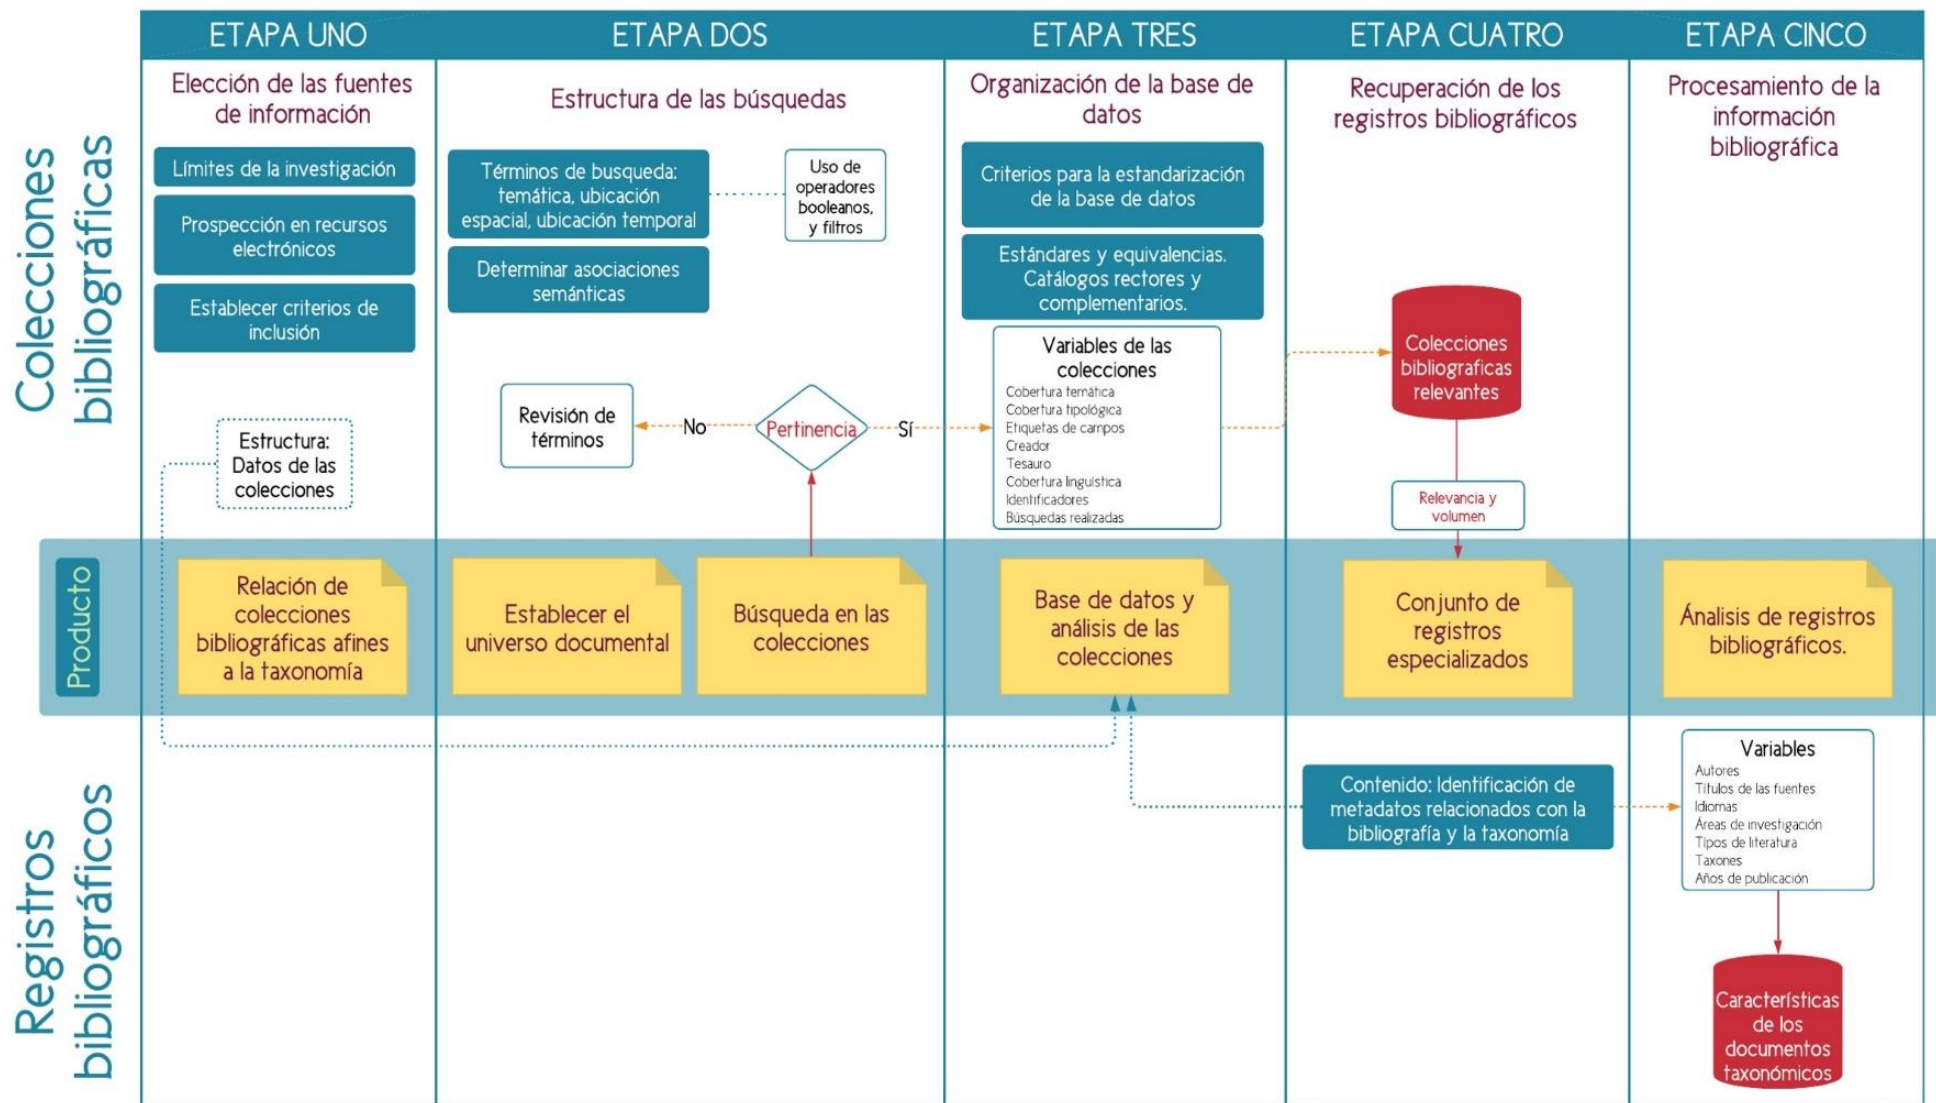 ETAPA UNO
ETAPA DOS
ETAPA TRES
ETAPA CUATRO
ETAPA CINCO
Colecciones
bibliográficas
Elección de las fuentes
de información
Límites de la investigación
Prospección en recursos
electrónicos
Establecer criterios de
inclusión
Estructura:
Datos de las
colecciones
Estructura de las búsquedas
Términos de busqueda:
temática, ubicación
espacial, ubicación temporal
Uso de
operadores
booleanos,
y filtros
Determinar asociaciones
semánticas
Revisión de
términos
No
Pertinencia
Sí
Organización de la base de
datos
Criterios para la estandarización
de la base de datos
Estándares y equivalencias.
Catálogos rectores y
complementarios.
Variables de las
colecciones
Cobertura temática
Cobertura tipológica
Etiquetas de campos
Creador
Tesauro
Cobertura linguística
Identificadores
Búsquedas realizadas
Recuperación de los
registros bibliográficos
Colecciones
bibliograficas
relevantes
Relevancia y
volumen
Procesamiento de la
información
bibliográfica
Producto
Relación de
colecciones
bibliográficas afines
a la taxonomía
Establecer el
universo documental
Búsqueda en las
colecciones
Base de datos y
análisis de las
colecciones
Conjunto de
registros
especializados
Ánalisis de registros
bibliográficos.
Registros
bibliográficos
Contenido: Identificación de
metadatos relacionados con la
bibliografía y la taxonomía
Variables
Autores
Títulos de las fuentes
Idiomas
Áreas de investigación
Tipos de literatura
Taxones
Años de publicación
Características
de los
documentos
taxonómicos